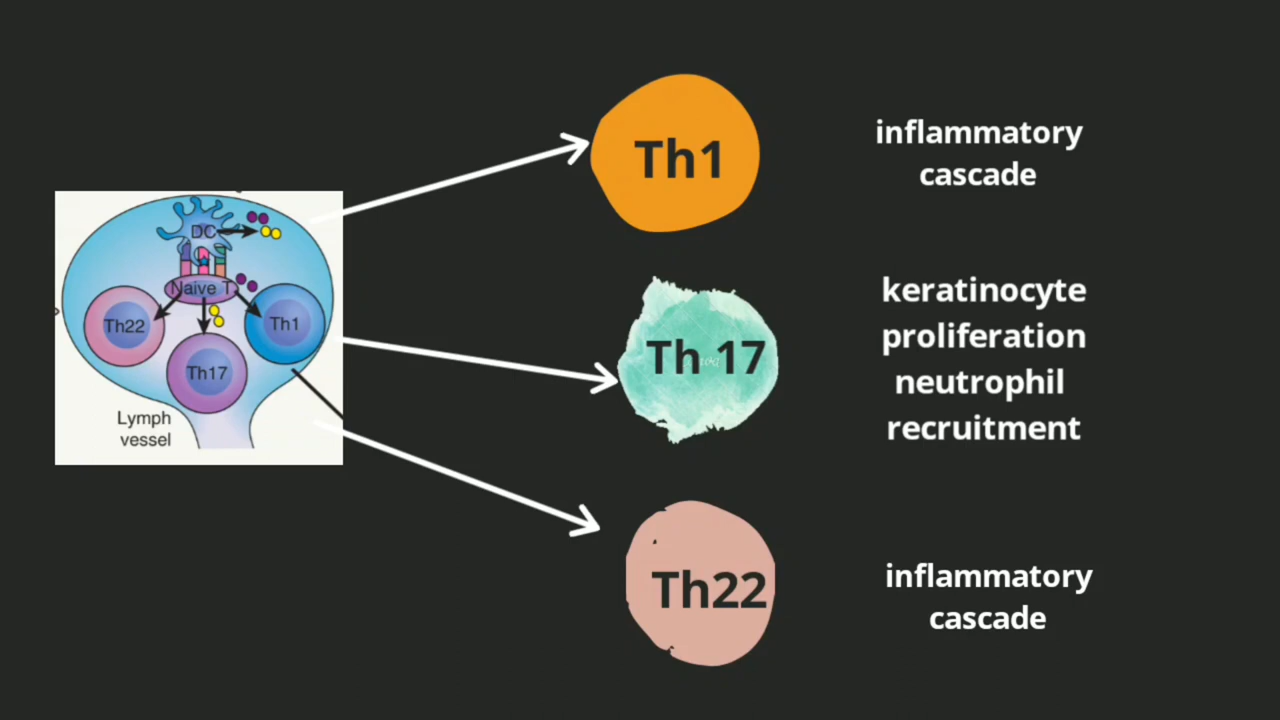 DC
Naive T
Th22
Th1
Th17
Lymph
vessel
Th1
inflammatory
cascade
Th 17
keratinocyte
proliferation
neutrophil
recruitment
Th22
inflammatory
cascade